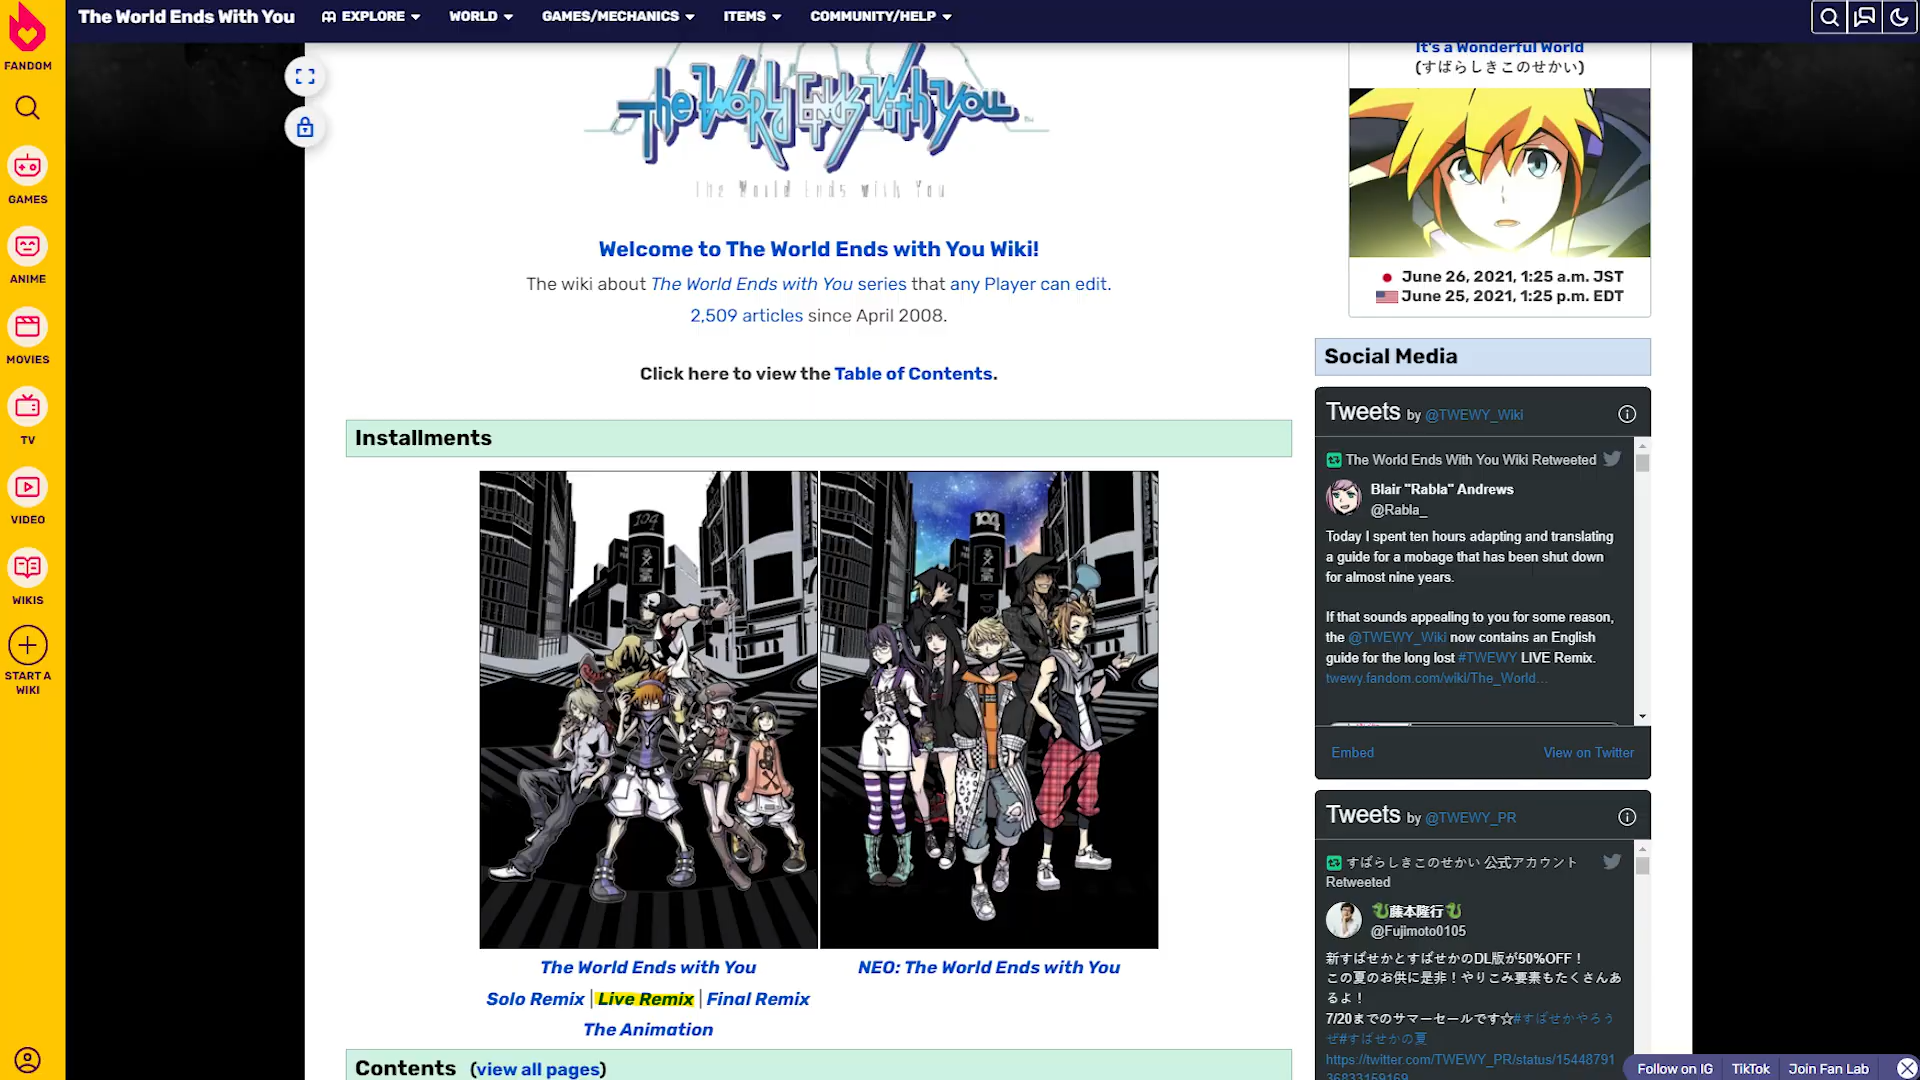 The World Ends With You
EXPLORE
WORLD
GAMES/MECHANICS
ITEMS
COMMUNITY/HELP
FANDOM
GAMES
ANIME
MOVIES
TV
VIDEO
WIKIS
START A
WIKI
The World Ends With You
The World Ends with You
Welcome to The World Ends with You Wiki!
The wiki about The World Ends with You series that any Player can edit.
2,509 articles since April 2008.
Click here to view the Table of Contents.
Installments
104
104
The World Ends with You
NEO: The World Ends with You
Solo Remix | Live Remix | Final Remix
The Animation
Contents (view all pages)
It's a Wonderful World
(すばらしきこのせかい)
June 26, 2021, 1:25 a.m. JST
June 25, 2021, 1:25 p.m. EDT
Social Media
Tweets by @TWEWY_Wiki
The World Ends With You Wiki Retweeted
Blair "Rabla" Andrews
@Rabla_
Today I spent ten hours adapting and translating
a guide for a mobage that has been shut down
for almost nine years.
If that sounds appealing to you for some reason,
the @TWEWY_Wiki now contains an English
guide for the long lost #TWEWY LIVE Remix.
twewy.fandom.com/wiki/The_World…
Embed
View on Twitter
Tweets by @TWEWY_PR
すばらしきこのせかい 公式アカウント
Retweeted
🐍藤本隆行🐍
@Fujimoto0105
新すばせかとすばせかのDL版が50%OFF！
この夏のお供に是非！やりこみ要素もたくさんあ
るよ！
7/20までのサマーセールです☆#すばせかやろう
ぜ#すばせかの夏
https://twitter.com/TWEWY_PR/status/15448791
36833159169
Follow on IG
TikTok
Join Fan Lab